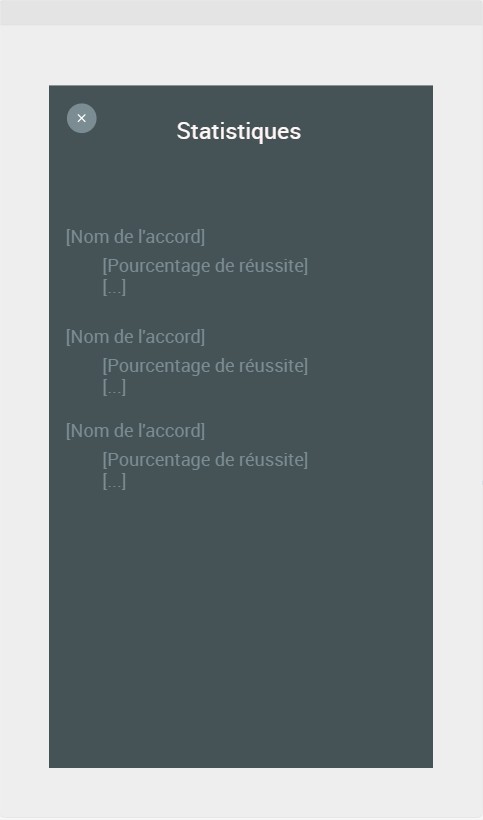 Statistiques
[Nom de l'accord]
[Pourcentage de réussite]
[...]
[Nom de l'accord]
[Pourcentage de réussite]
[...]
[Nom de l'accord]
[Pourcentage de réussite]
[...]